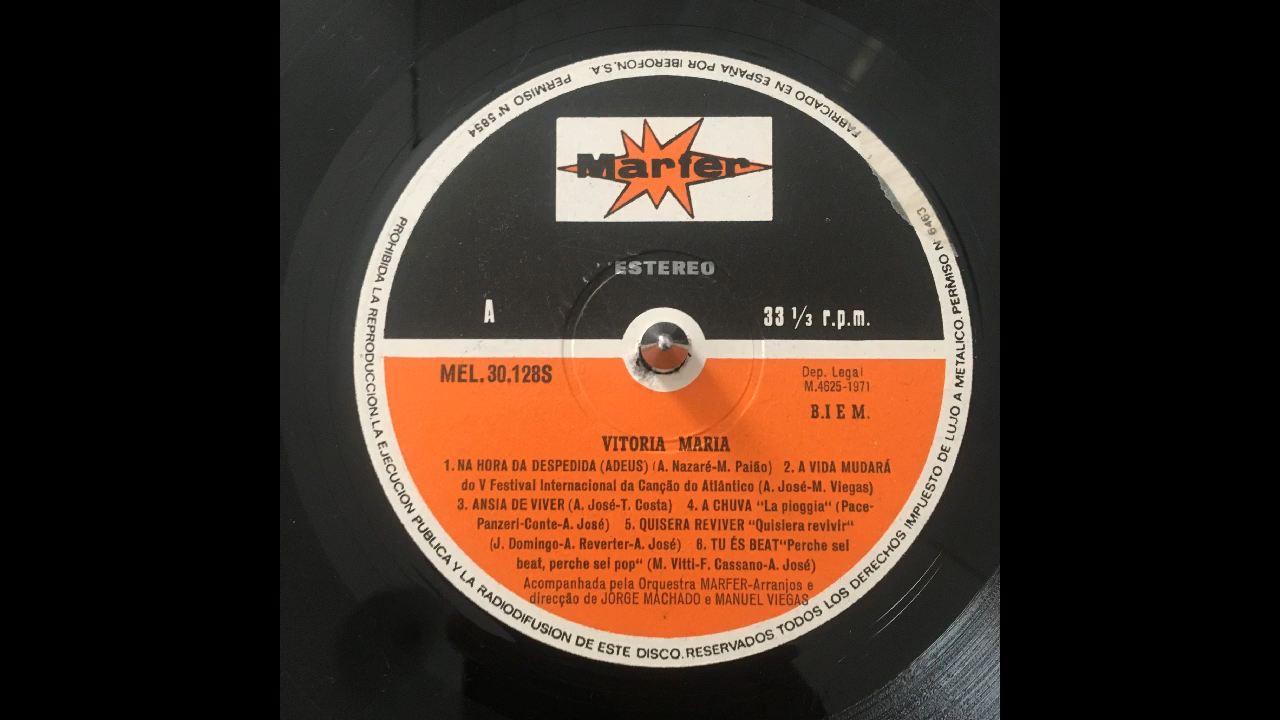 FABRICADO EN ESPAÑA POR IBEROFON.S.A. PERMISO Nº 5854
PROHIBIDA LA REPRODUCCION.LA EJECUCION PUBLICA Y LA RADIODIFUSION DE ESTE DISCO.RESERVADOS TODOS LOS DERECHOS IMPUESTO DE LUJO A METALICO. PERMISO N 6463
Marfer
ESTEREO
A
33 1/3 r.p.m.
MEL.30.128S
Dep. Legal
M.4625-1971
B.I E M.
VITORIA MARIA
1. NA HORA DA DESPEDIDA (ADEUS) (A. Nazaré-M. Paião) 2. A VIDA MUDARÁ
do V Festival Internacional da Canção do Atlântico (A. José-M. Viegas)
3. ANSIA DE VIVER (A. José-T. Costa) 4. A CHUVA "La pioggia" (Pace-
Panzeri-Conte-A. José) 5. QUISERA REVIVER "Quisiera revivir"
(J. Domingo-A. Reverter-A. José) 6. TU ÉS BEAT "Perche sei
beat, perche sei pop" (M. Vitti-F. Cassano-A. José)
Acompanhada pela Orquestra MARFER-Arranjos e
direcção de JORGE MACHADO e MANUEL VIEGAS